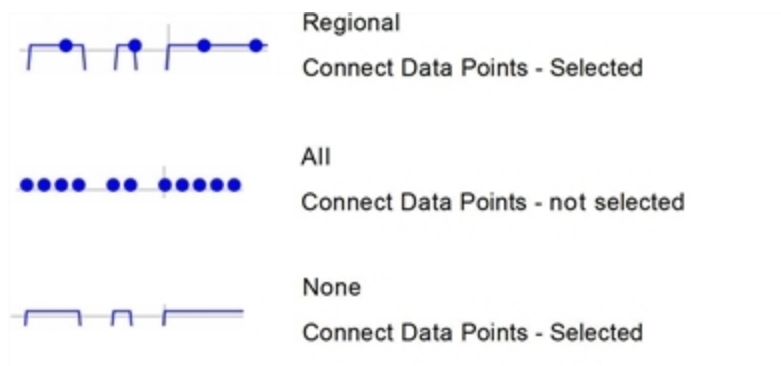 Regional
Connect Data Points - Selected
All
Connect Data Points - not selected
None
Connect Data Points - Selected